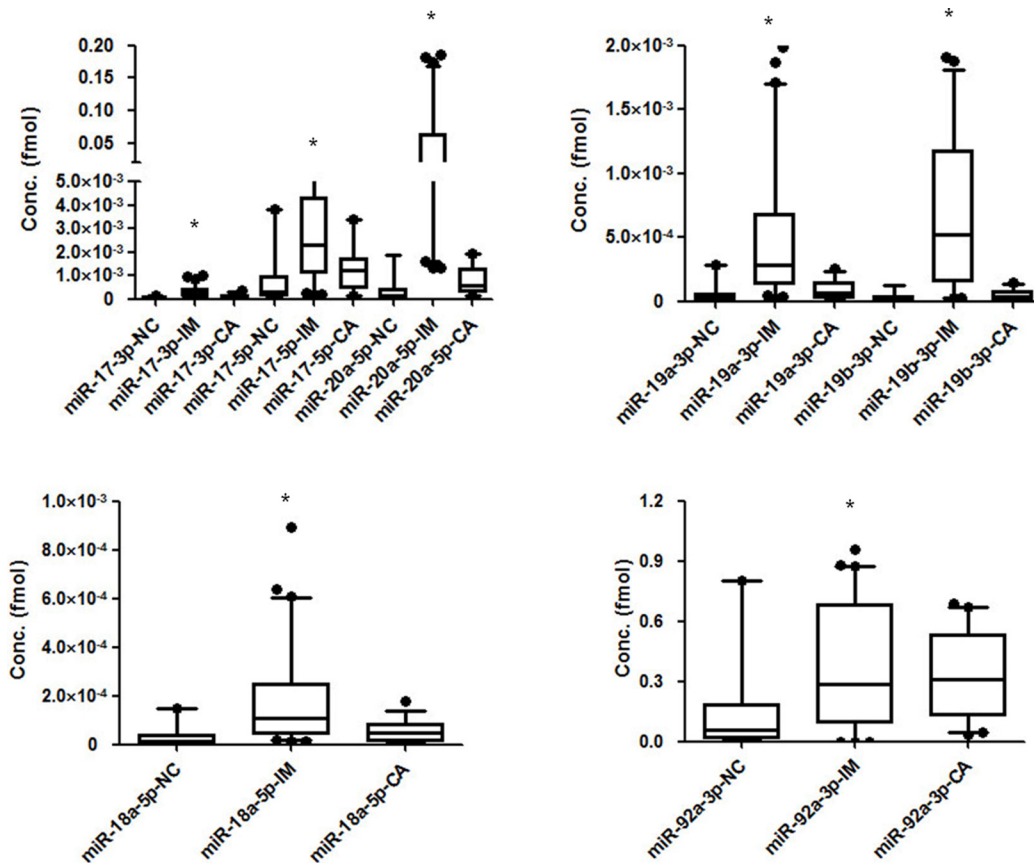 *
*
*
*
*
0.20
0.15
0.10
0.05
5.0×10⁻³
4.0×10⁻³
3.0×10⁻³
2.0×10⁻³
1.0×10⁻³
0
Conc. (fmol)
miR-17-3p-NC
miR-17-3p-IM
miR-17-3p-CA
miR-17-5p-NC
miR-17-5p-IM
miR-17-5p-CA
miR-20a-5p-NC
miR-20a-5p-IM
miR-20a-5p-CA
2.0×10⁻³
1.5×10⁻³
1.0×10⁻³
5.0×10⁻⁴
0
Conc. (fmol)
miR-19a-3p-NC
miR-19a-3p-IM
miR-19a-3p-CA
miR-19b-3p-NC
miR-19b-3p-IM
miR-19b-3p-CA
*
1.0×10⁻³
8.0×10⁻⁴
6.0×10⁻⁴
4.0×10⁻⁴
2.0×10⁻⁴
0
Conc. (fmol)
miR-18a-5p-NC
miR-18a-5p-IM
miR-18a-5p-CA
*
1.2
0.9
0.6
0.3
0.0
Conc. (fmol)
miR-92a-3p-NC
miR-92a-3p-IM
miR-92a-3p-CA